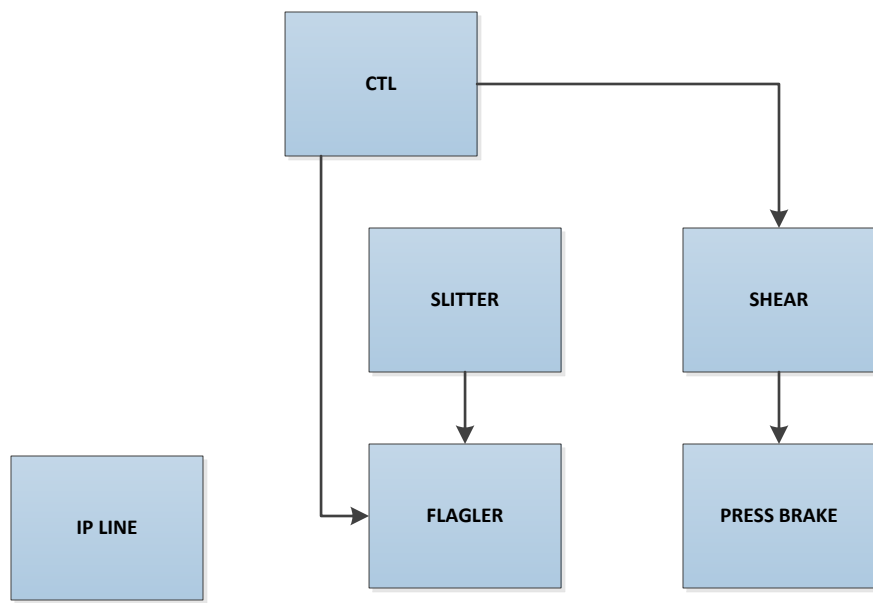 CTL
SLITTER
SHEAR
IP LINE
FLAGLER
PRESS BRAKE